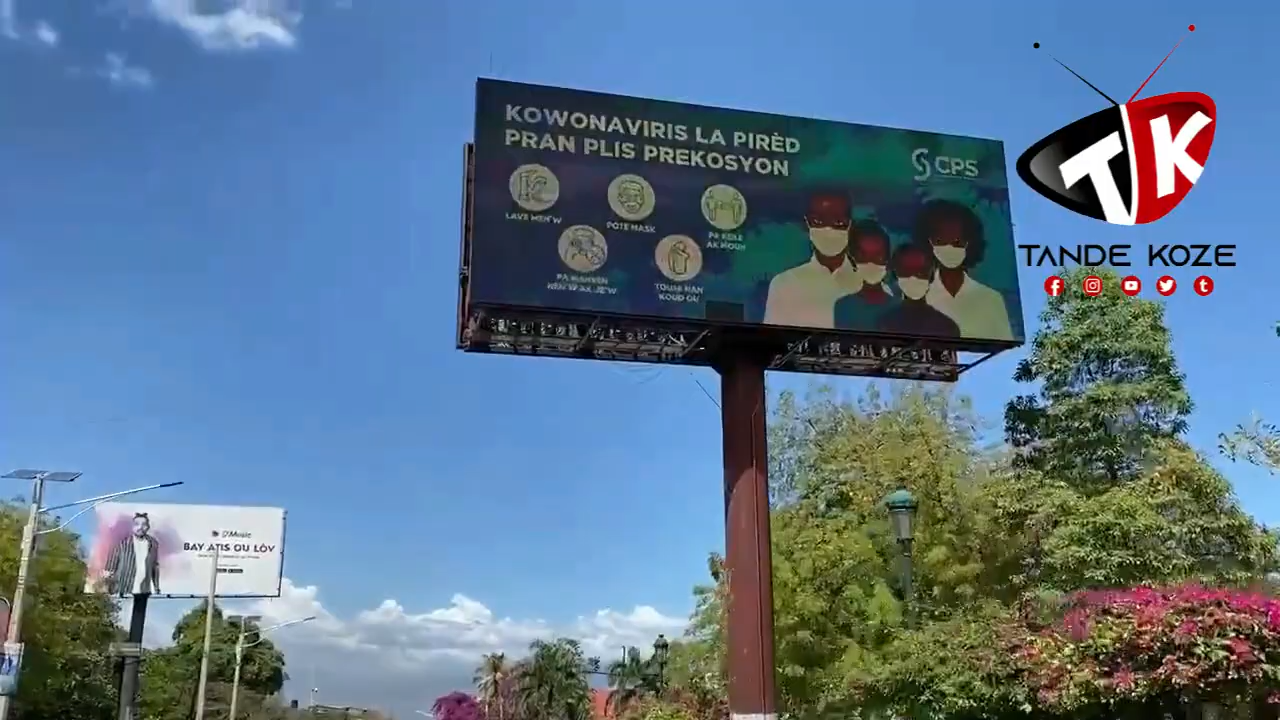 KOWONAVIRIS LA PIRÈD
PRAN PLIS PREKOSYON
CPS
LAVE MEN'W
POTE MASK
PA KOLE
AK MOUN
PA MANYEN
NEN'W AK JE'W
TOUSE NAN
KOUD OU
TK
TANDE KOZE
Music
BAY ATIS OU LÒV